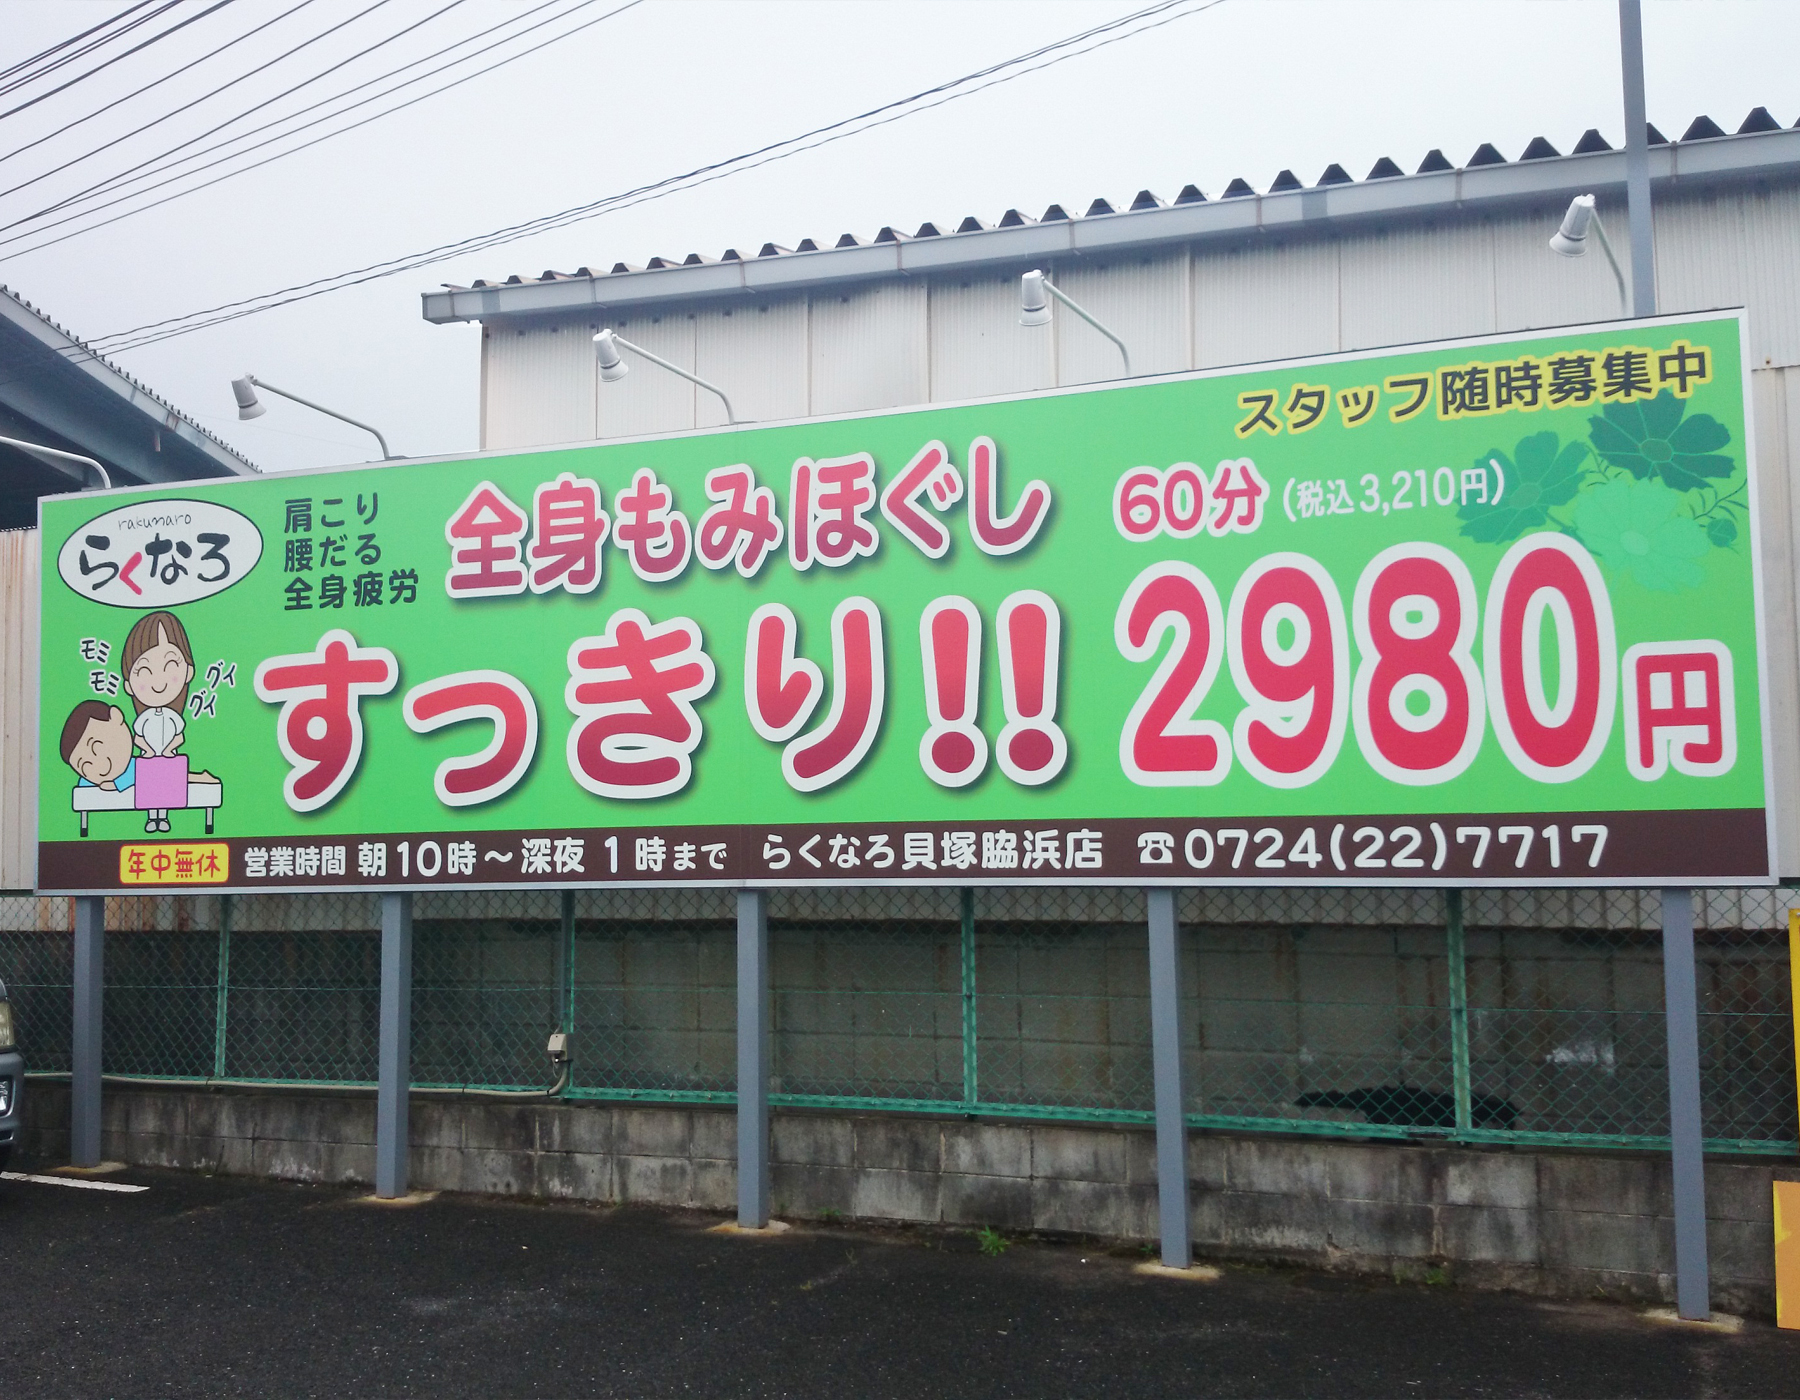 rakunaro
らくなろ
肩こり
腰だる
全身疲労
全身もみほぐし
すっきり!!
モミ
モミ
グイ
グイ
スタッフ随時募集中
60分 (税込3,210円)
2980円
年中無休 営業時間 朝10時～深夜1時まで らくなろ貝塚脇浜店 ☎0724(22)7717